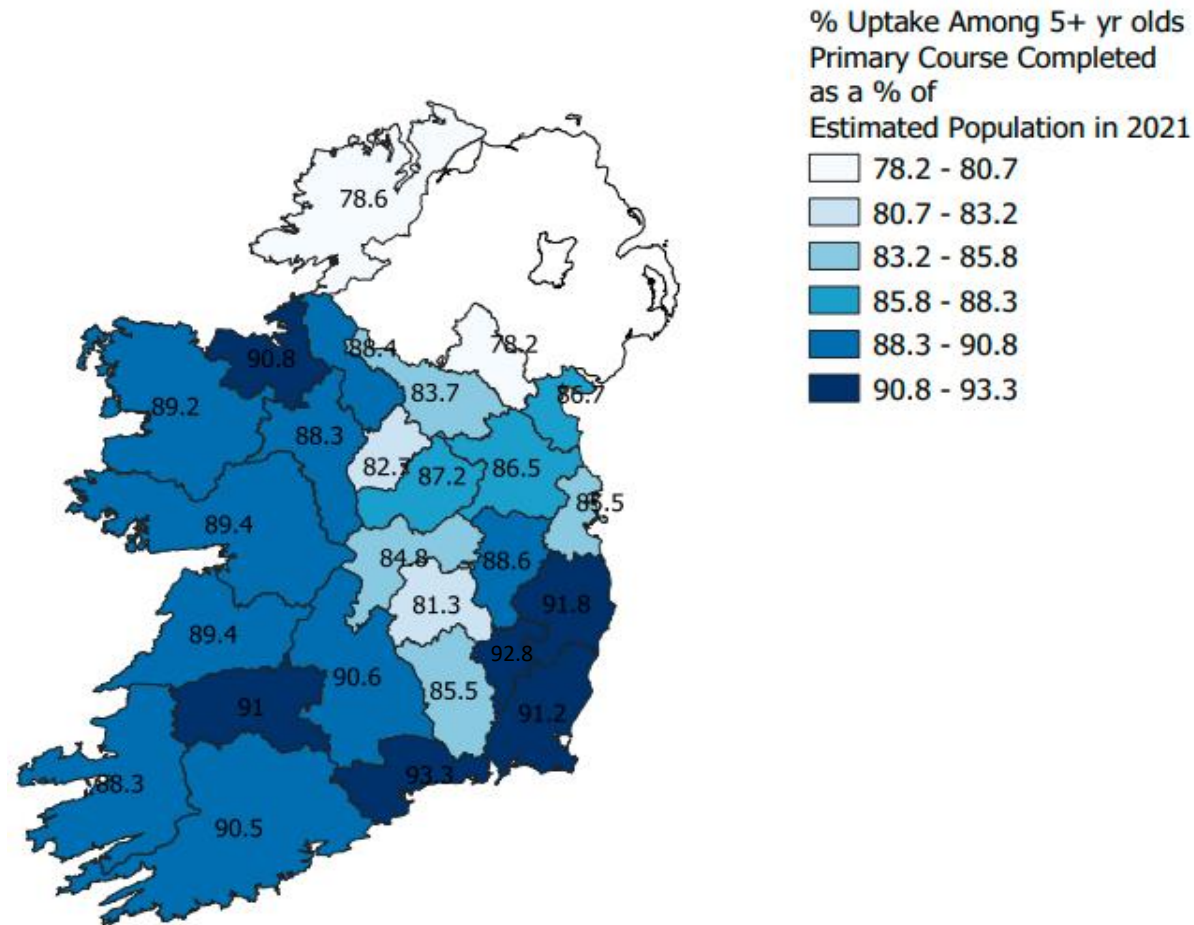 % Uptake Among 5+ yr olds
Primary Course Completed
as a % of
Estimated Population in 2021
78.2 - 80.7
80.7 - 83.2
83.2 - 85.8
85.8 - 88.3
88.3 - 90.8
90.8 - 93.3
78.6
78.2
88.4
90.8
83.7
86.7
89.2
88.3
82.7
87.2
86.5
85.5
89.4
84.8
88.6
81.3
91.8
89.4
92.8
90.6
85.5
91
91.2
93.3
88.3
90.5